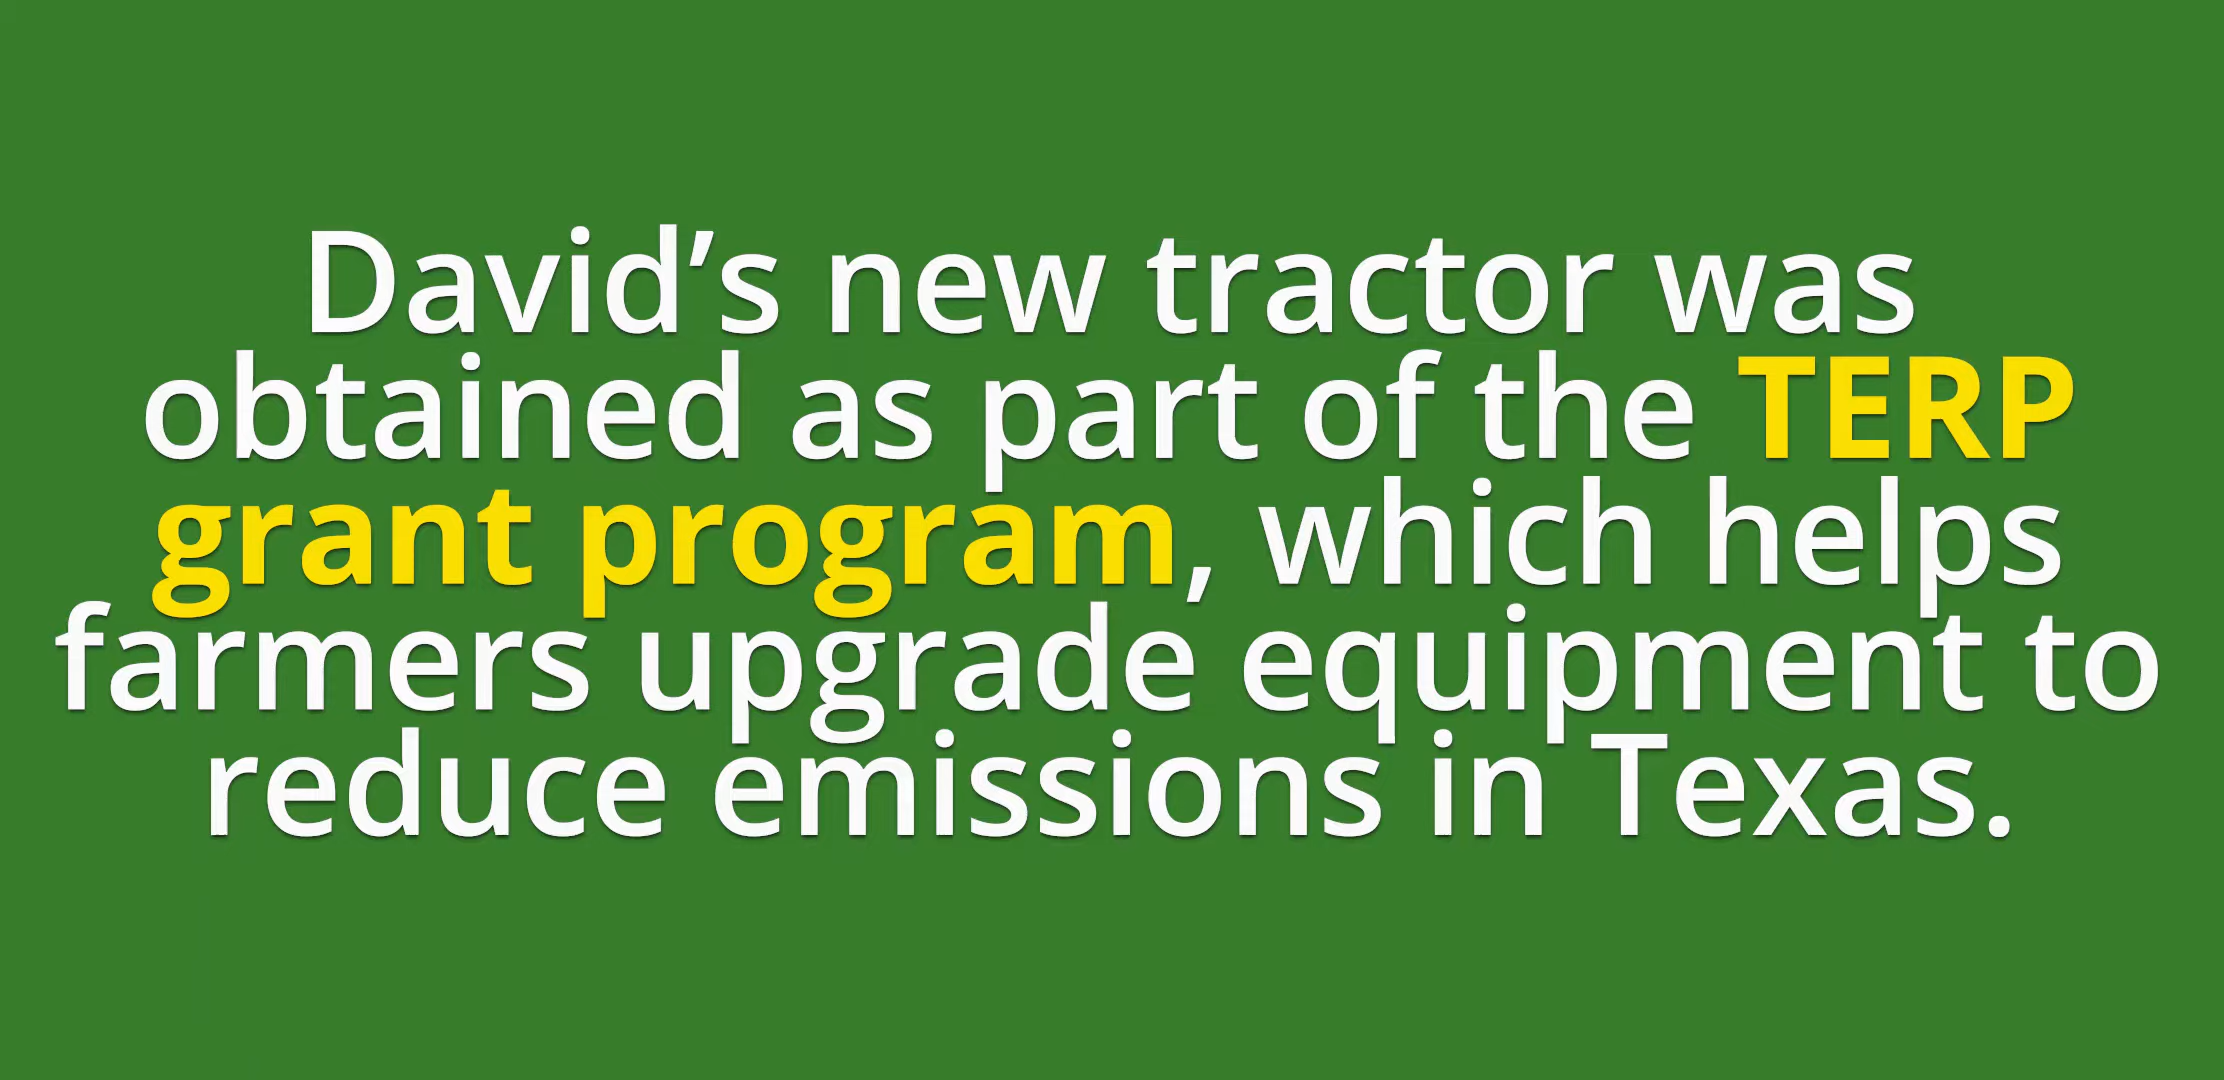 David’s new tractor was
obtained as part of the TERP
grant program, which helps
farmers upgrade equipment to
reduce emissions in Texas.